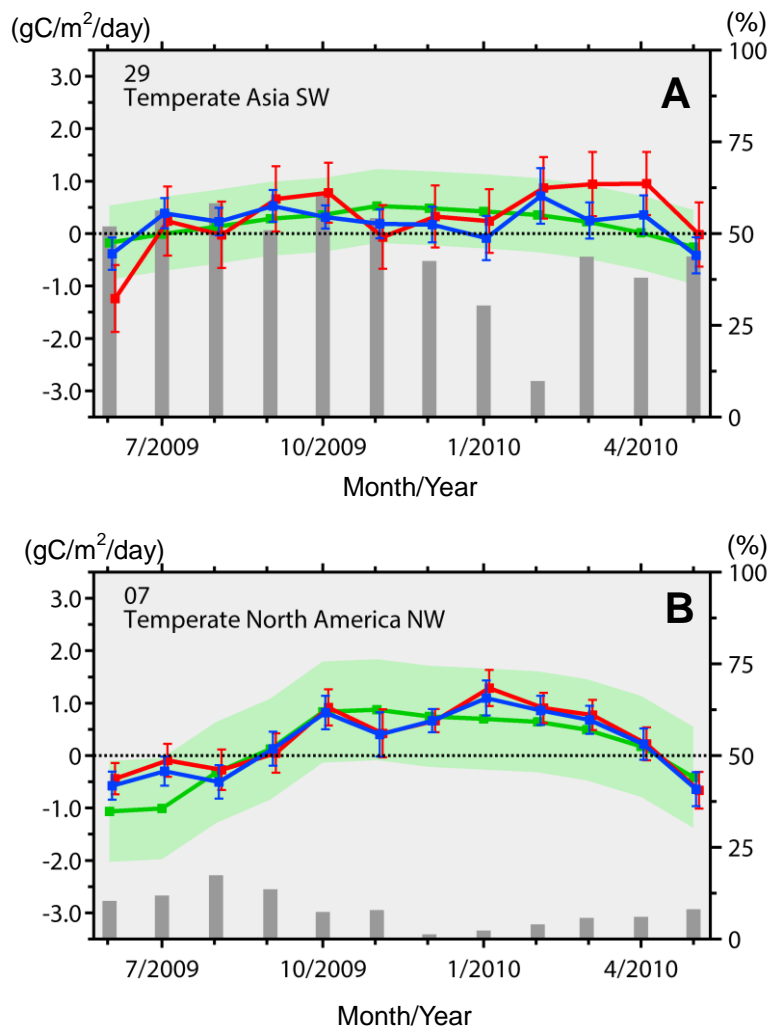 (gC/m²/day) (%)
29
Temperate Asia SW
A
3.0
2.0
1.0
0
-1.0
-2.0
-3.0
100
75
50
25
0
7/2009 10/2009 1/2010 4/2010
Month/Year
(gC/m²/day) (%)
07
Temperate North America NW
B
3.0
2.0
1.0
0
-1.0
-2.0
-3.0
100
75
50
25
0
7/2009 10/2009 1/2010 4/2010
Month/Year